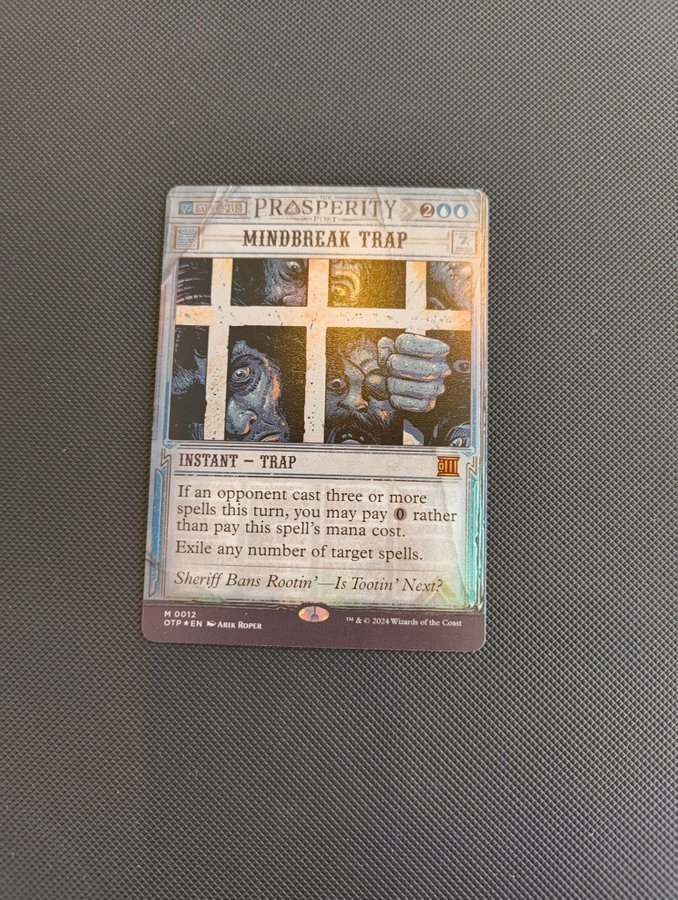 THE
PROSPERITY 2
POST
MINDBREAK TRAP
INSTANT – TRAP
If an opponent cast three or more
spells this turn, you may pay 0 rather
than pay this spell's mana cost.
Exile any number of target spells.
Sheriff Bans Rootin'—Is Tootin' Next?
M 0012
OTP★EN ARIK ROPER
™ & © 2024 Wizards of the Coast